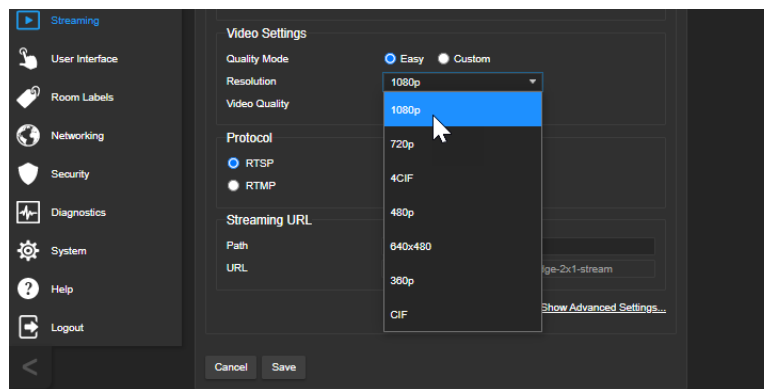 Streaming
User Interface
Room Labels
Networking
Security
Diagnostics
System
Help
Logout
Video Settings
Quality Mode Easy Custom
Resolution 1080p
Video Quality
1080p
720p
4CIF
480p
640x480
360p
CIF
Protocol
RTSP
RTMP
Streaming URL
Path
URL
-2x1-stream
Show Advanced Settings...
Cancel Save